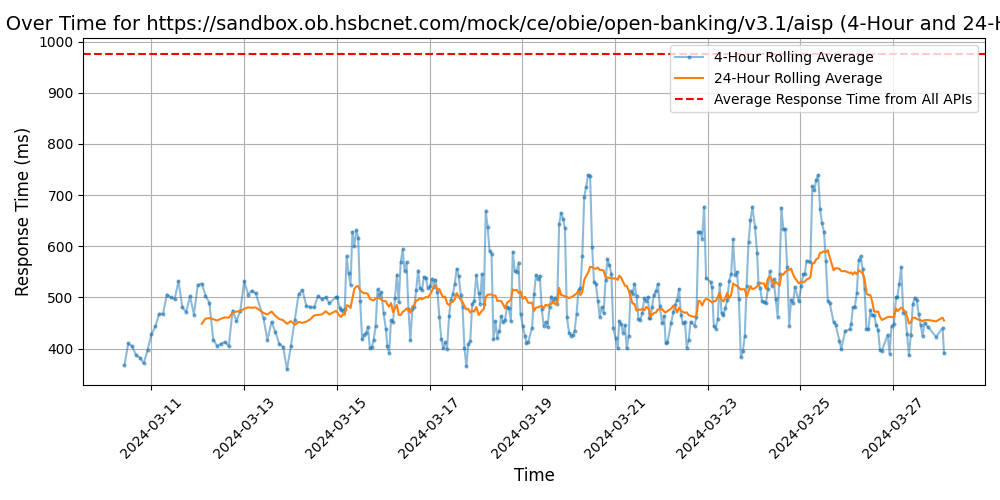 Over Time for https://sandbox.ob.hsbcnet.com/mock/ce/obie/open-banking/v3.1/aisp (4-Hour and 24-H
4-Hour Rolling Average
24-Hour Rolling Average
Average Response Time from All APIs
Response Time (ms)
1000
900
800
700
600
500
400
2024-03-11
2024-03-13
2024-03-15
2024-03-17
2024-03-19
2024-03-21
2024-03-23
2024-03-25
2024-03-27
Time